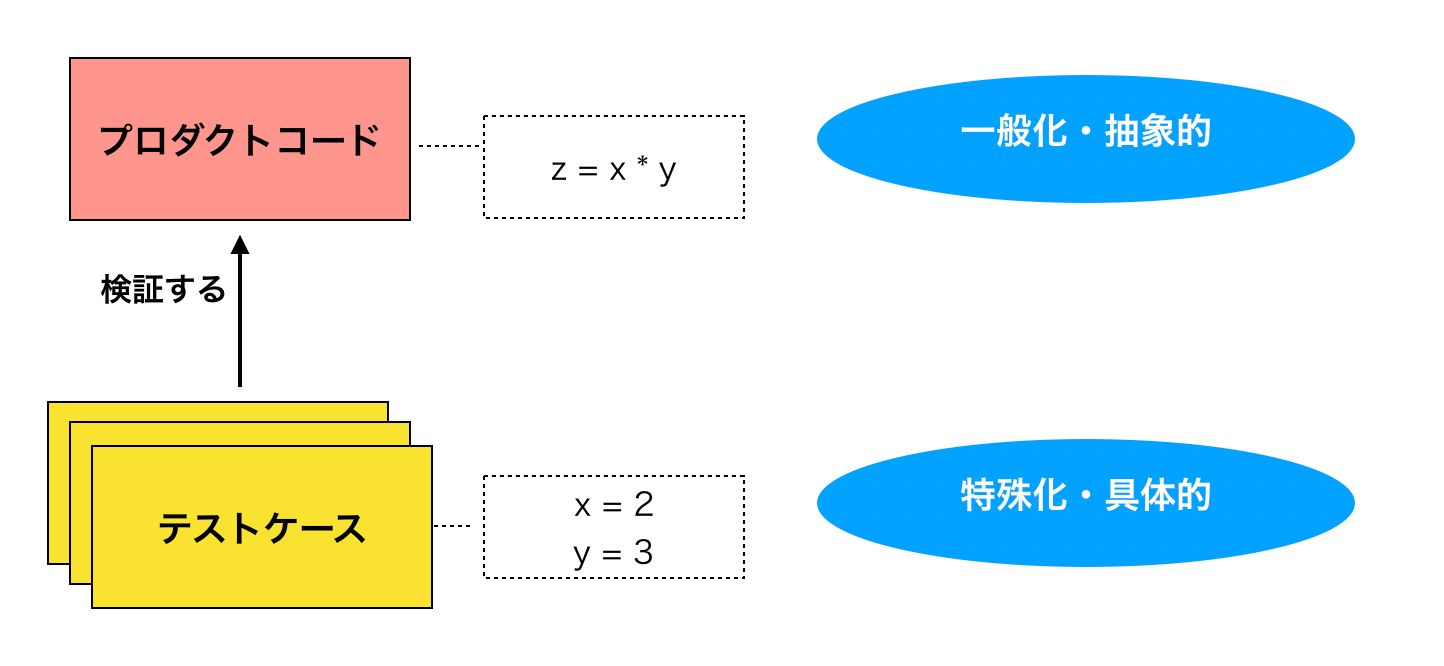 プロダクトコード
z = x * y
一般化・抽象的
検証する
テストケース
x = 2
y = 3
特殊化・具体的